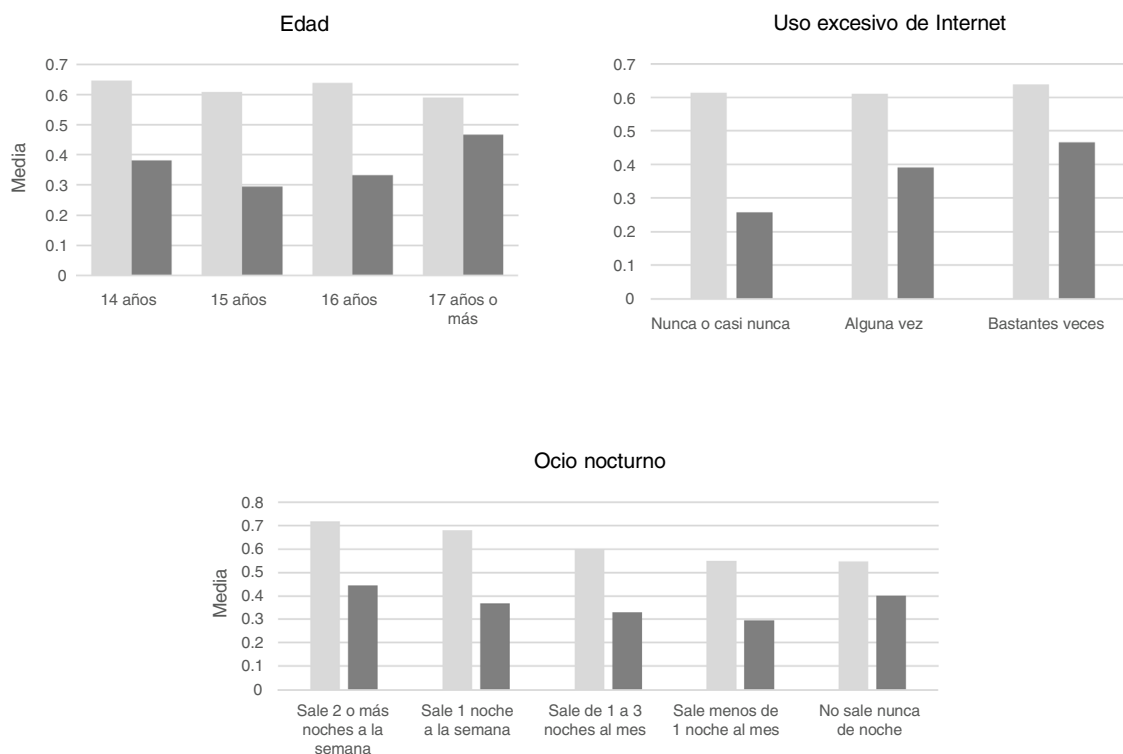 Edad
0.7
0.6
0.5
0.4
0.3
0.2
0.1
0
Media
14 años
15 años
16 años
17 años o
más
Uso excesivo de Internet
0.7
0.6
0.5
0.4
0.3
0.2
0.1
0
Nunca o casi nunca
Alguna vez
Bastantes veces
Ocio nocturno
0.8
0.7
0.6
0.5
0.4
0.3
0.2
0.1
0
Media
Sale 2 o más
noches a la
semana
Sale 1 noche
a la semana
Sale de 1 a 3
noches al mes
Sale menos de
1 noche al mes
No sale nunca
de noche